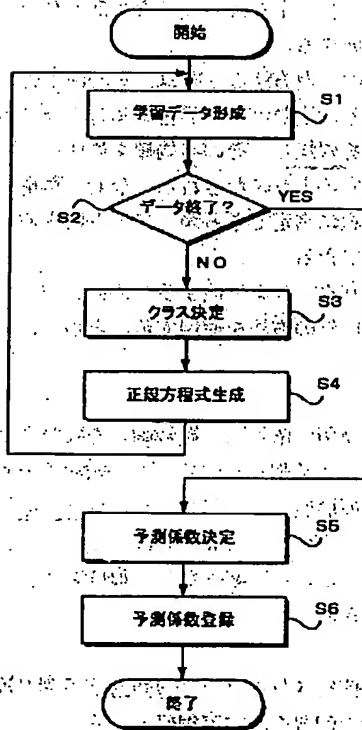 開始
学習データ形成
S1
データ終了？
YES
S2
NO
クラス決定
S3
正規方程式生成
S4
予測係数決定
S5
予測係数登録
S6
終了